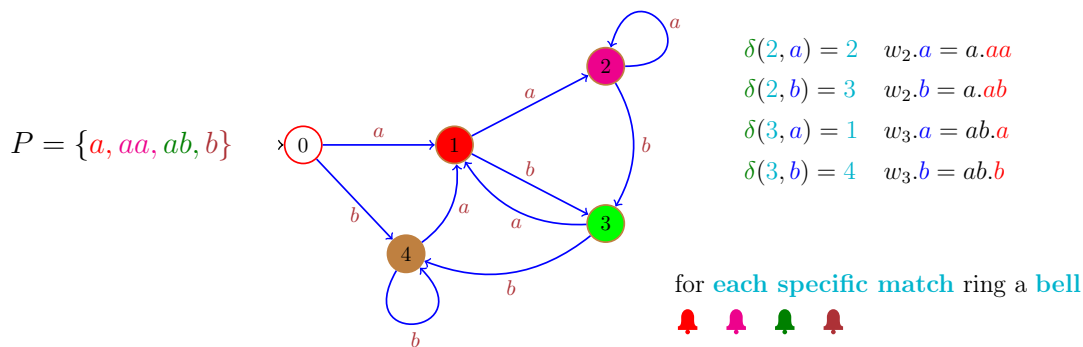 P = {a, aa, ab, b}
0
1
2
3
4
a
b
a
b
a
b
a
b
a
b
δ(2, a) = 2 w₂.a = a.aa
δ(2, b) = 3 w₂.b = a.ab
δ(3, a) = 1 w₃.a = ab.a
δ(3, b) = 4 w₃.b = ab.b
for each specific match ring a bell